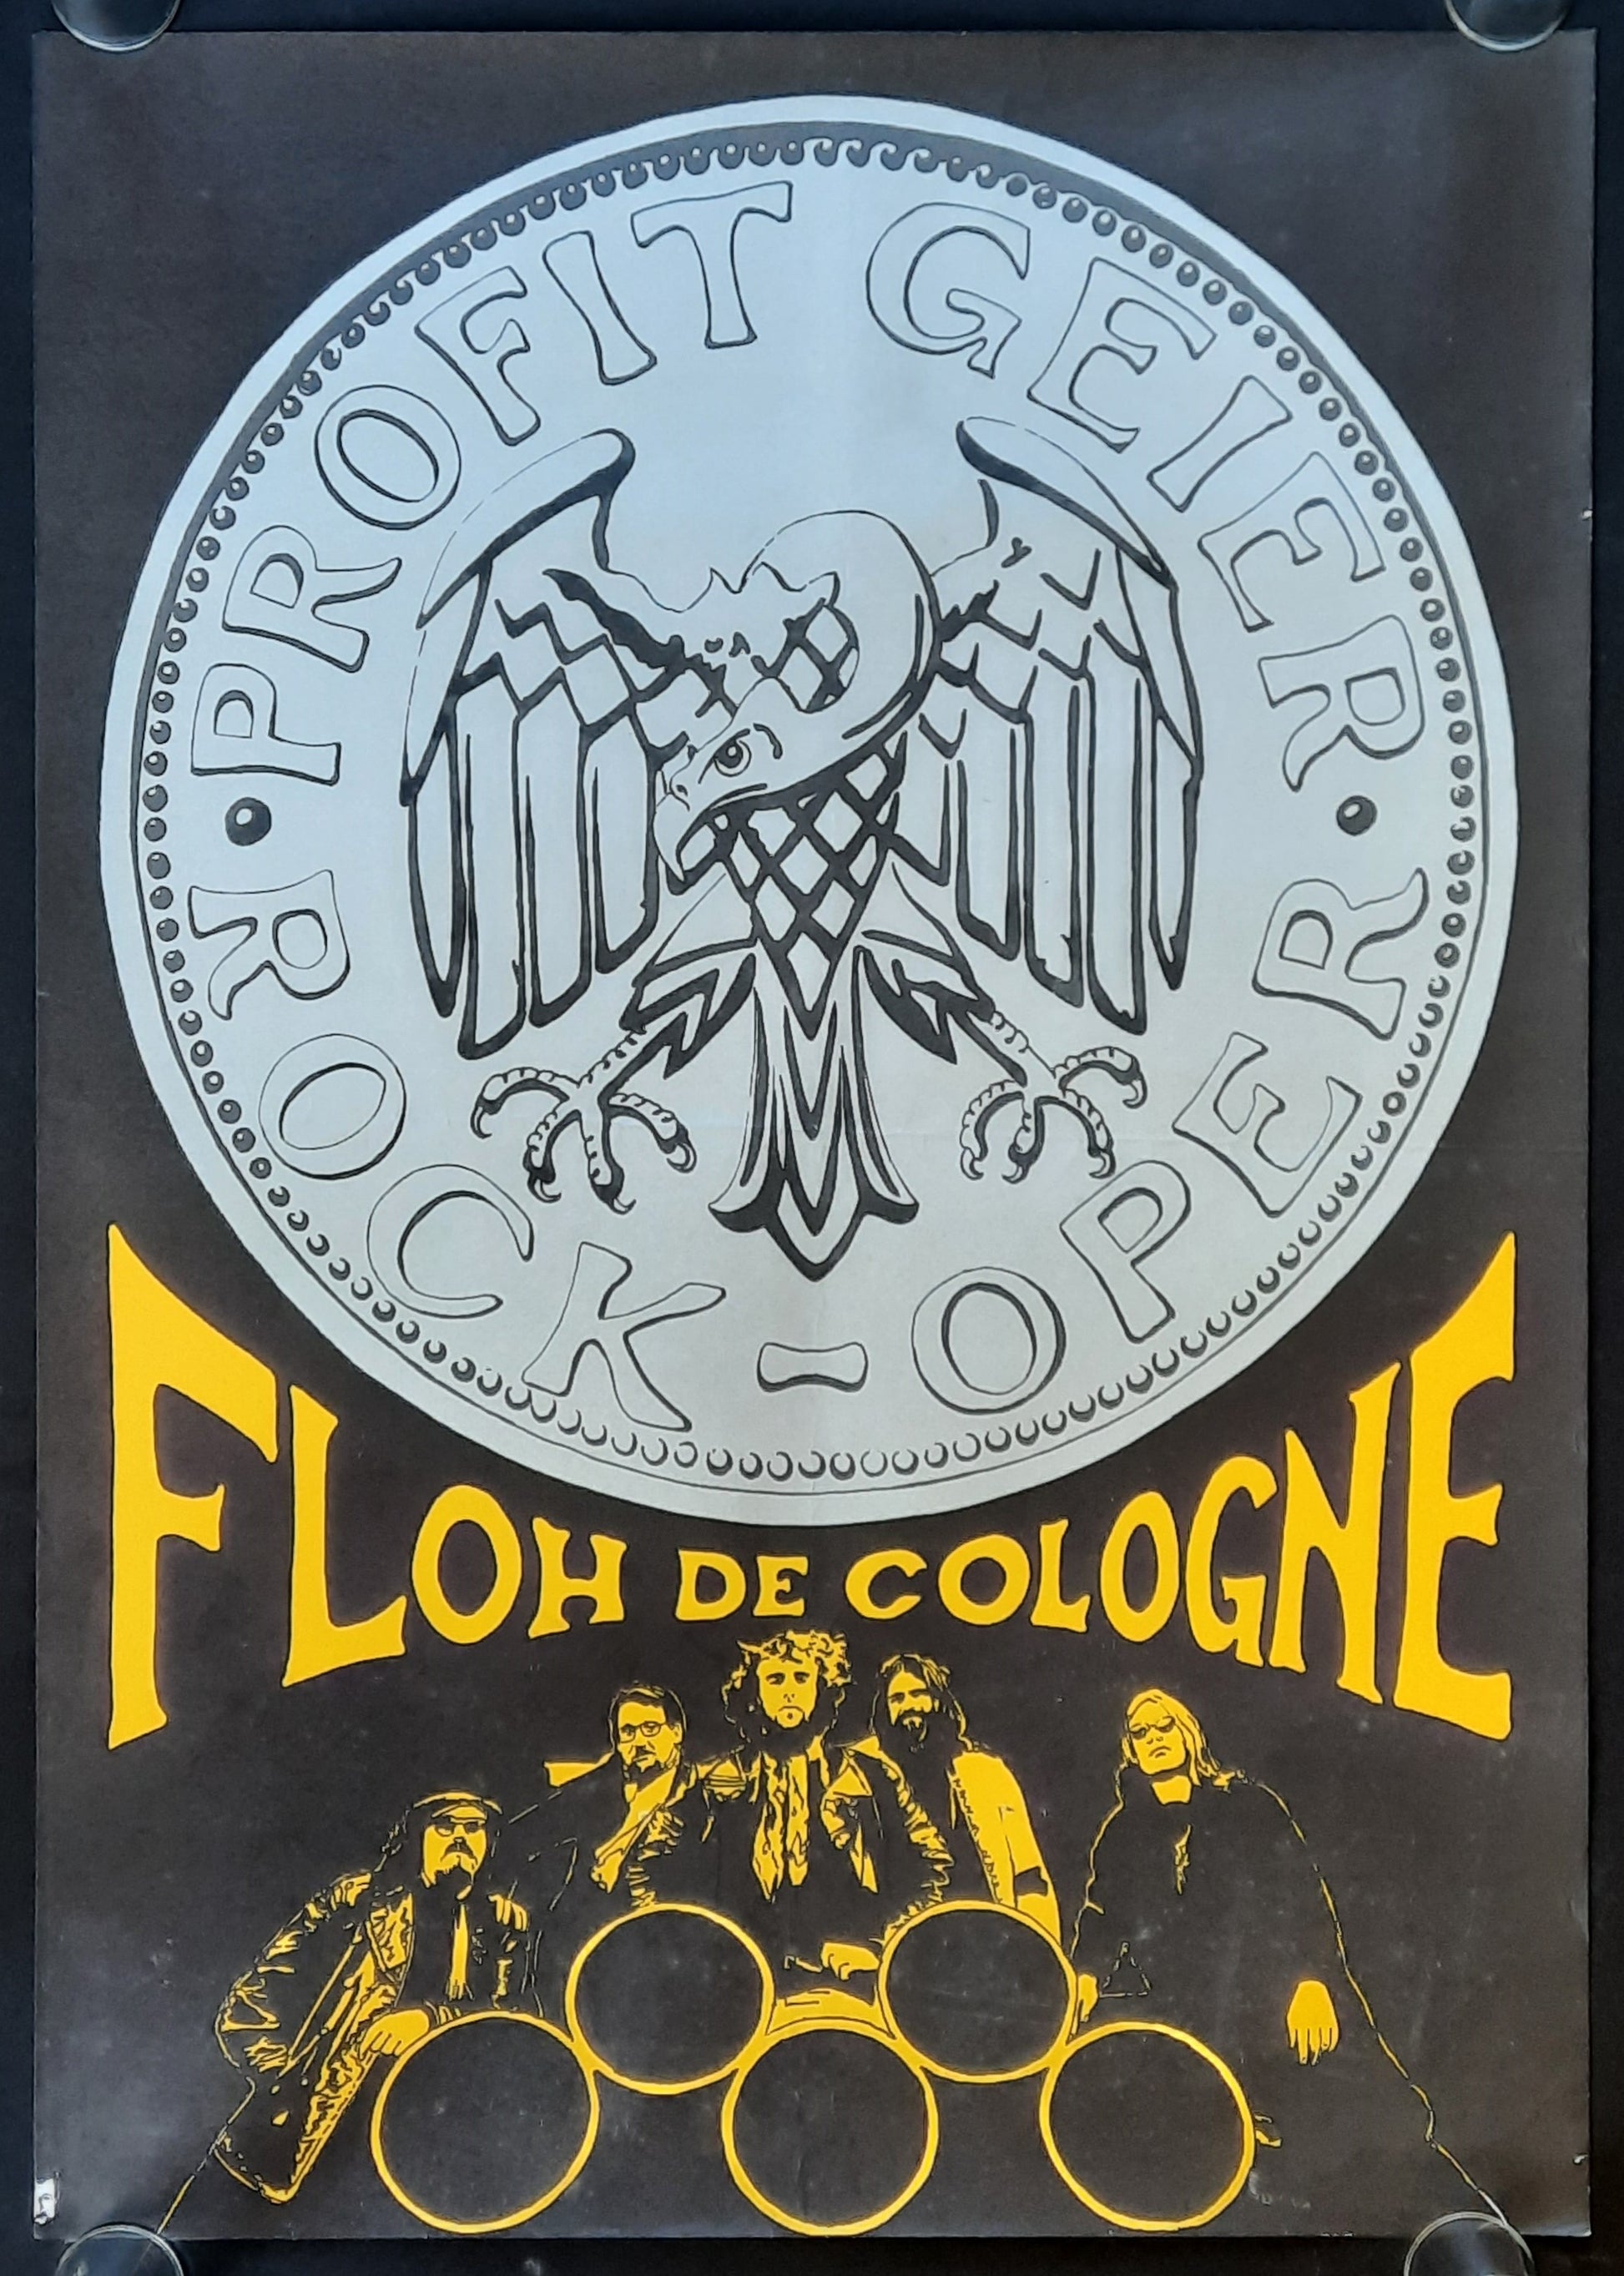 • PROFIT GEIER •
ROCK-OPER
FLOH DE COLOGNE